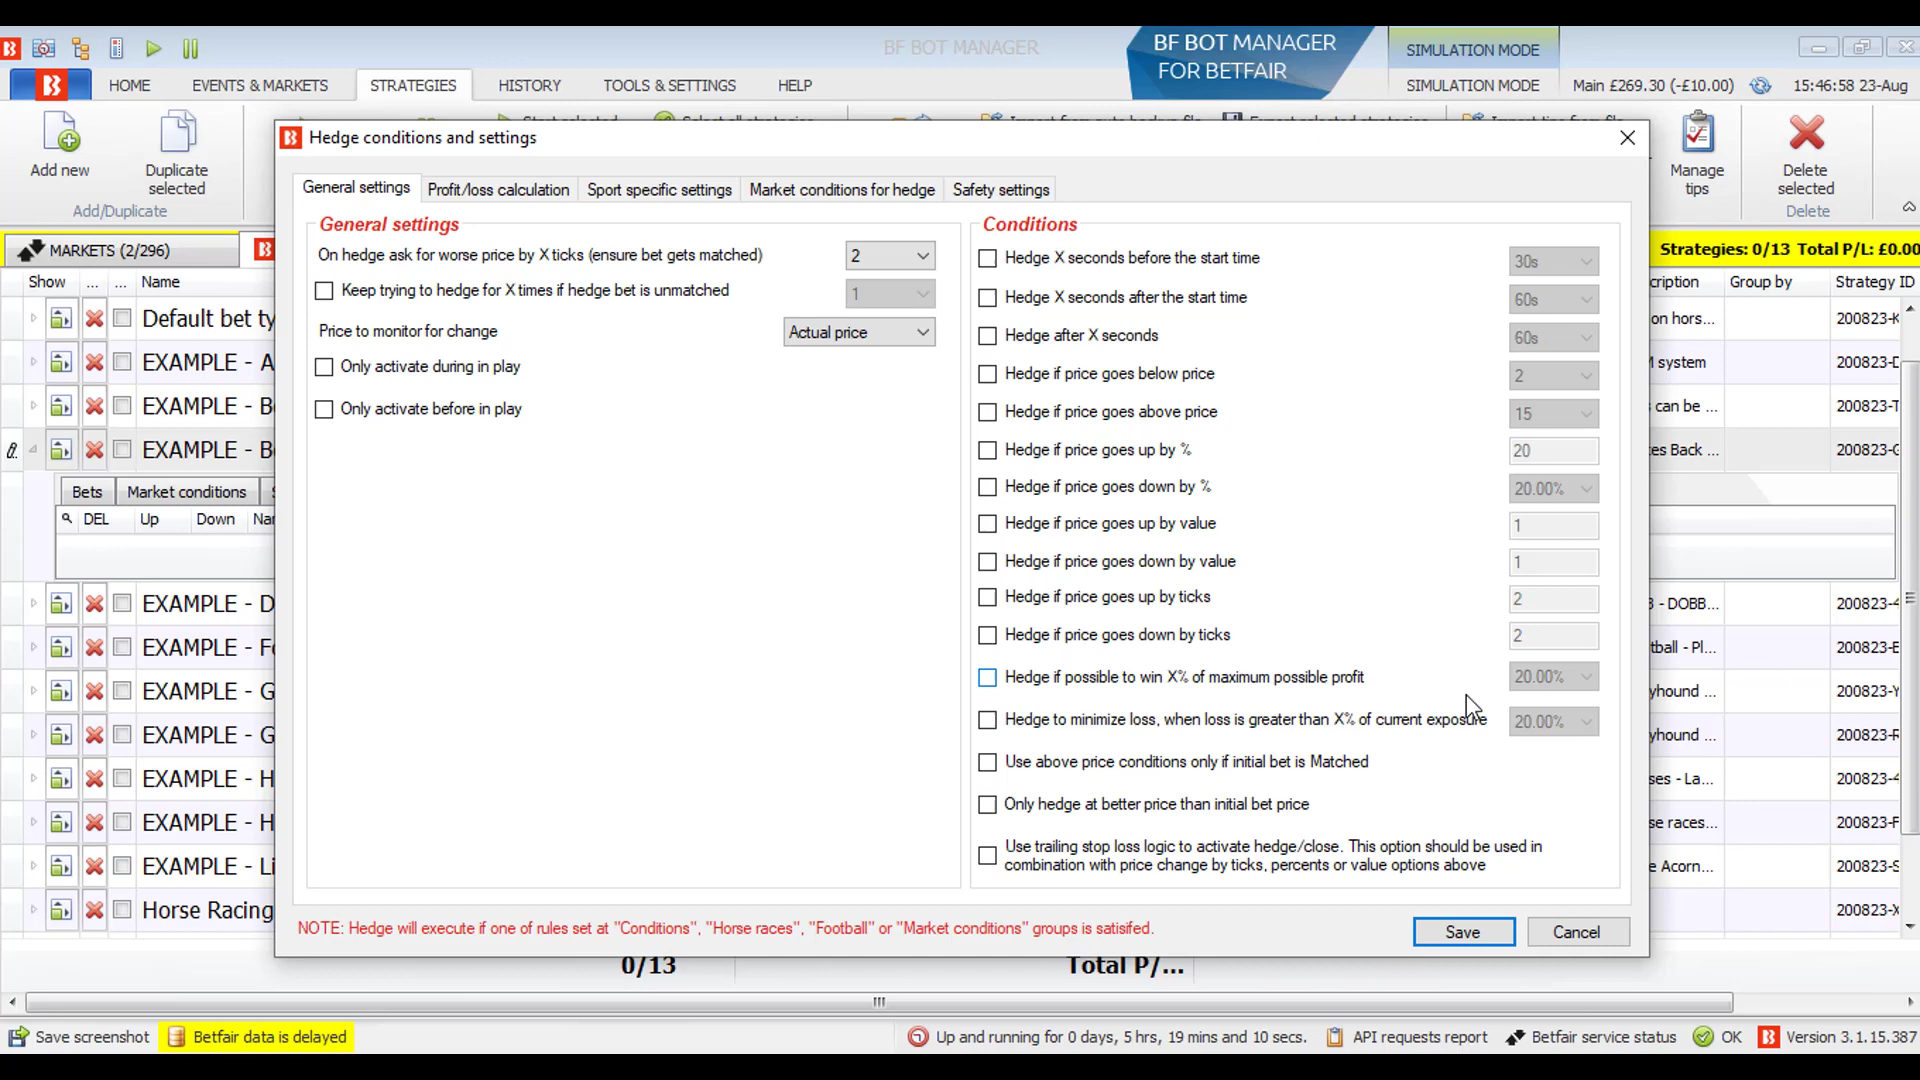 BF BOT MANAGER
BF BOT MANAGER
FOR BETFAIR
SIMULATION MODE
HOME
EVENTS & MARKETS
STRATEGIES
HISTORY
TOOLS & SETTINGS
HELP
SIMULATION MODE
Main £269.30 (-£10.00)
15:46:58 23-Aug
Add new
Duplicate
selected
Add/Duplicate
Manage
tips
Delete
selected
Delete
MARKETS (2/296)
Strategies: 0/13 Total P/L: £0.00
Show
...
...
Name
cription
Group by
Strategy ID
Default bet ty
on hors...
200823-K
EXAMPLE - A
M system
200823-D
EXAMPLE - B
can be ...
200823-T
EXAMPLE - B
es Back ...
200823-G
Bets
Market conditions
DEL
Up
Down
Nar
EXAMPLE - D
3 - DOBB...
200823-4
EXAMPLE - Fo
tball - Pl...
200823-E
EXAMPLE - G
yhound ...
200823-Y
EXAMPLE - G
yhound ...
200823-R
EXAMPLE - H
ses - La...
200823-4
EXAMPLE - H
se races...
200823-F
EXAMPLE - Li
e Acorn...
200823-S
Horse Racing
200823-X
Hedge conditions and settings
General settings
Profit/loss calculation
Sport specific settings
Market conditions for hedge
Safety settings
General settings
On hedge ask for worse price by X ticks (ensure bet gets matched)
2
Keep trying to hedge for X times if hedge bet is unmatched
1
Price to monitor for change
Actual price
Only activate during in play
Only activate before in play
Conditions
Hedge X seconds before the start time
30s
Hedge X seconds after the start time
60s
Hedge after X seconds
60s
Hedge if price goes below price
2
Hedge if price goes above price
15
Hedge if price goes up by %
20
Hedge if price goes down by %
20.00%
Hedge if price goes up by value
1
Hedge if price goes down by value
1
Hedge if price goes up by ticks
2
Hedge if price goes down by ticks
2
Hedge if possible to win X% of maximum possible profit
20.00%
Hedge to minimize loss, when loss is greater than X% of current exposure
20.00%
Use above price conditions only if initial bet is Matched
Only hedge at better price than initial bet price
Use trailing stop loss logic to activate hedge/close. This option should be used in
combination with price change by ticks, percents or value options above
NOTE: Hedge will execute if one of rules set at "Conditions", "Horse races", "Football" or "Market conditions" groups is satisifed.
Save
Cancel
0/13
Total P/...
Save screenshot
Betfair data is delayed
Up and running for 0 days, 5 hrs, 19 mins and 10 secs.
API requests report
Betfair service status
OK
Version 3.1.15.387